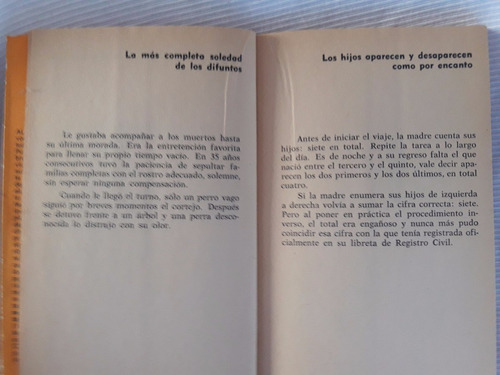 La más completa soledad
de los difuntos
Le gustaba acompañar a los muertos hasta
su última morada. Era la entretención favorita
para llenar su propio tiempo vacío. En 35 años
consecutivos tuvo la paciencia de sepultar fa-
milias completas con el rostro adecuado, solemne,
sin esperar ninguna compensación.
Cuando le llegó el turno, sólo un perro vago
siguió por breves momentos el cortejo. Después
se detuvo frente a un árbol y una perra desco-
nocida lo distrajo con su olor.
Los hijos aparecen y desaparecen
como por encanto
Antes de iniciar el viaje, la madre cuenta sus
hijos: siete en total. Repite la tarea a lo largo
del día. Es de noche y a su regreso falta el que
nació entre el tercero y el quinto, vale decir apa-
recen los dos primeros y los dos últimos, en total
cuatro.
Si la madre enumera sus hijos de izquierda
a derecha volvía a sumar la cifra correcta: siete.
Pero al poner en práctica el procedimiento in-
verso, el total era engañoso y nunca más pudo
coincidir esa cifra con la que tenía registrada ofi-
cialmente en su libreta de Registro Civil.